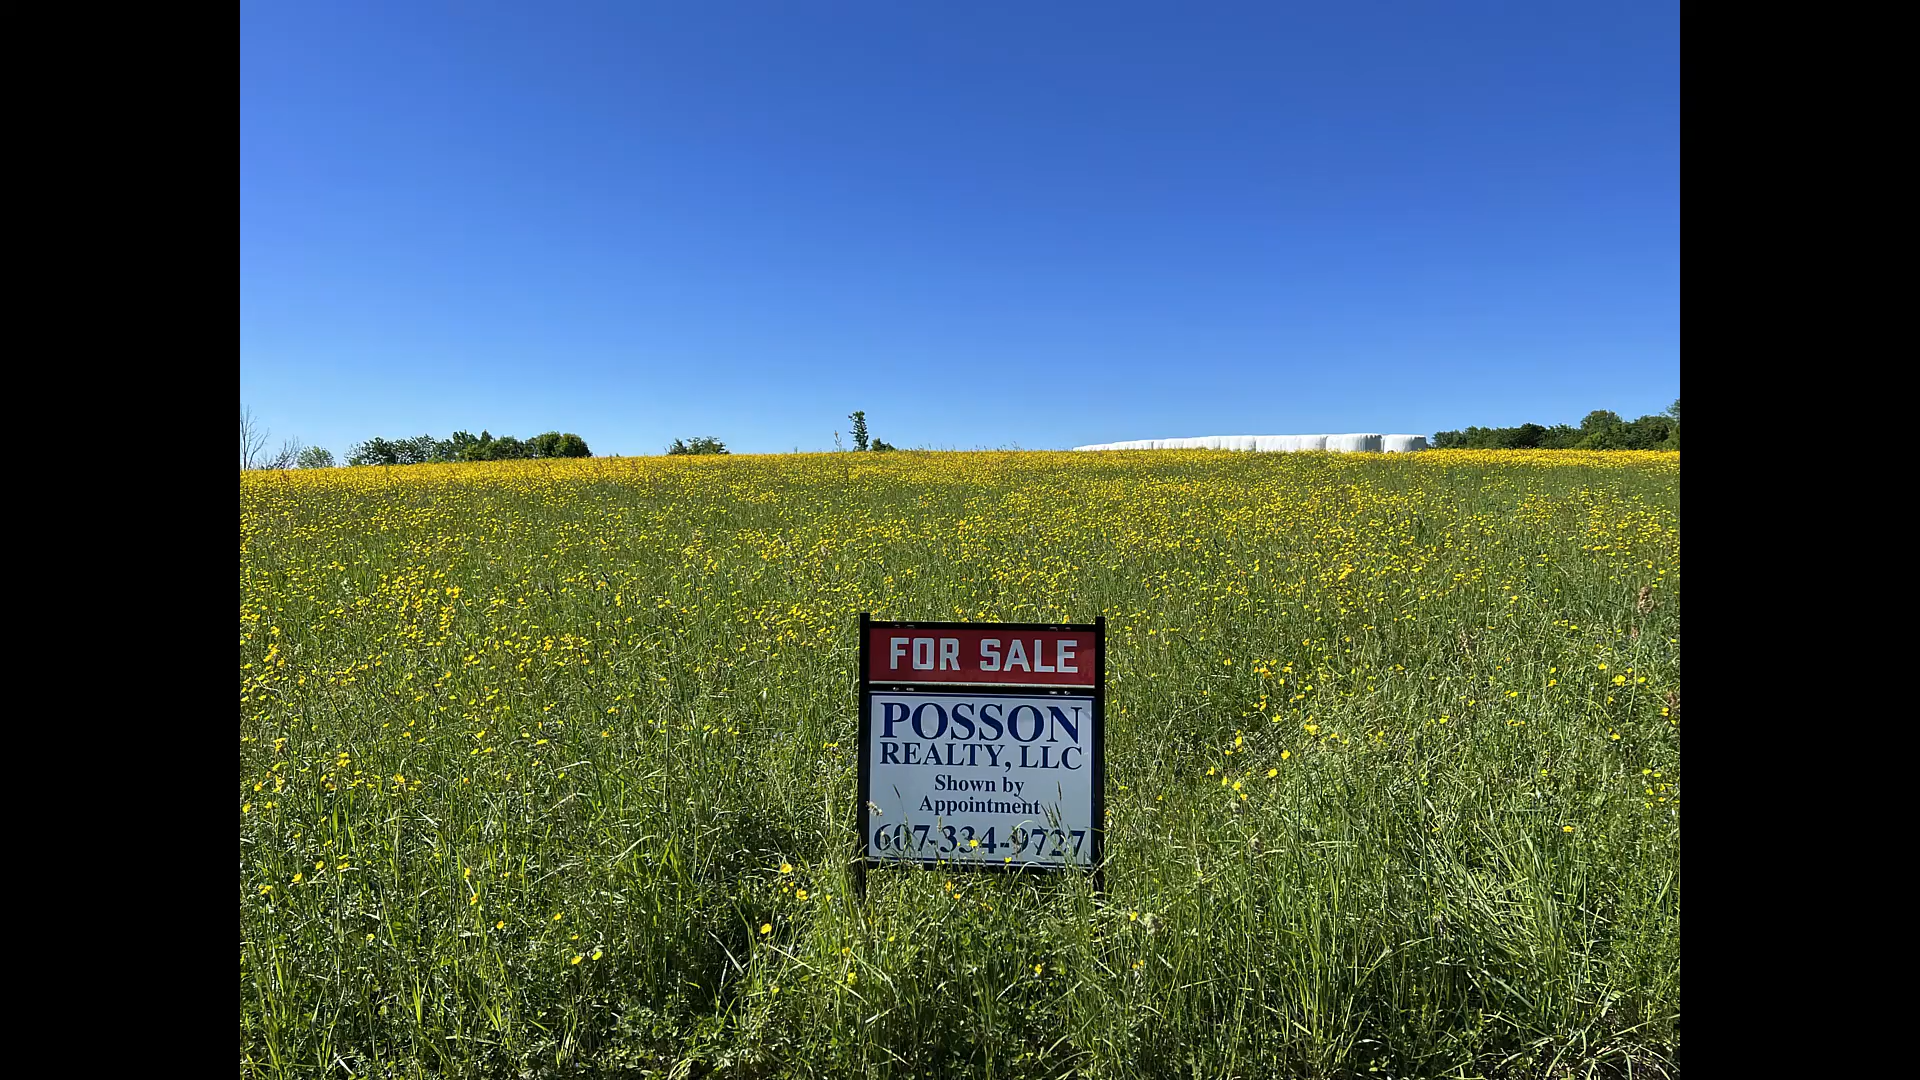 FOR SALE
POSSON
REALTY, LLC
Shown by
Appointment
607-334-9727